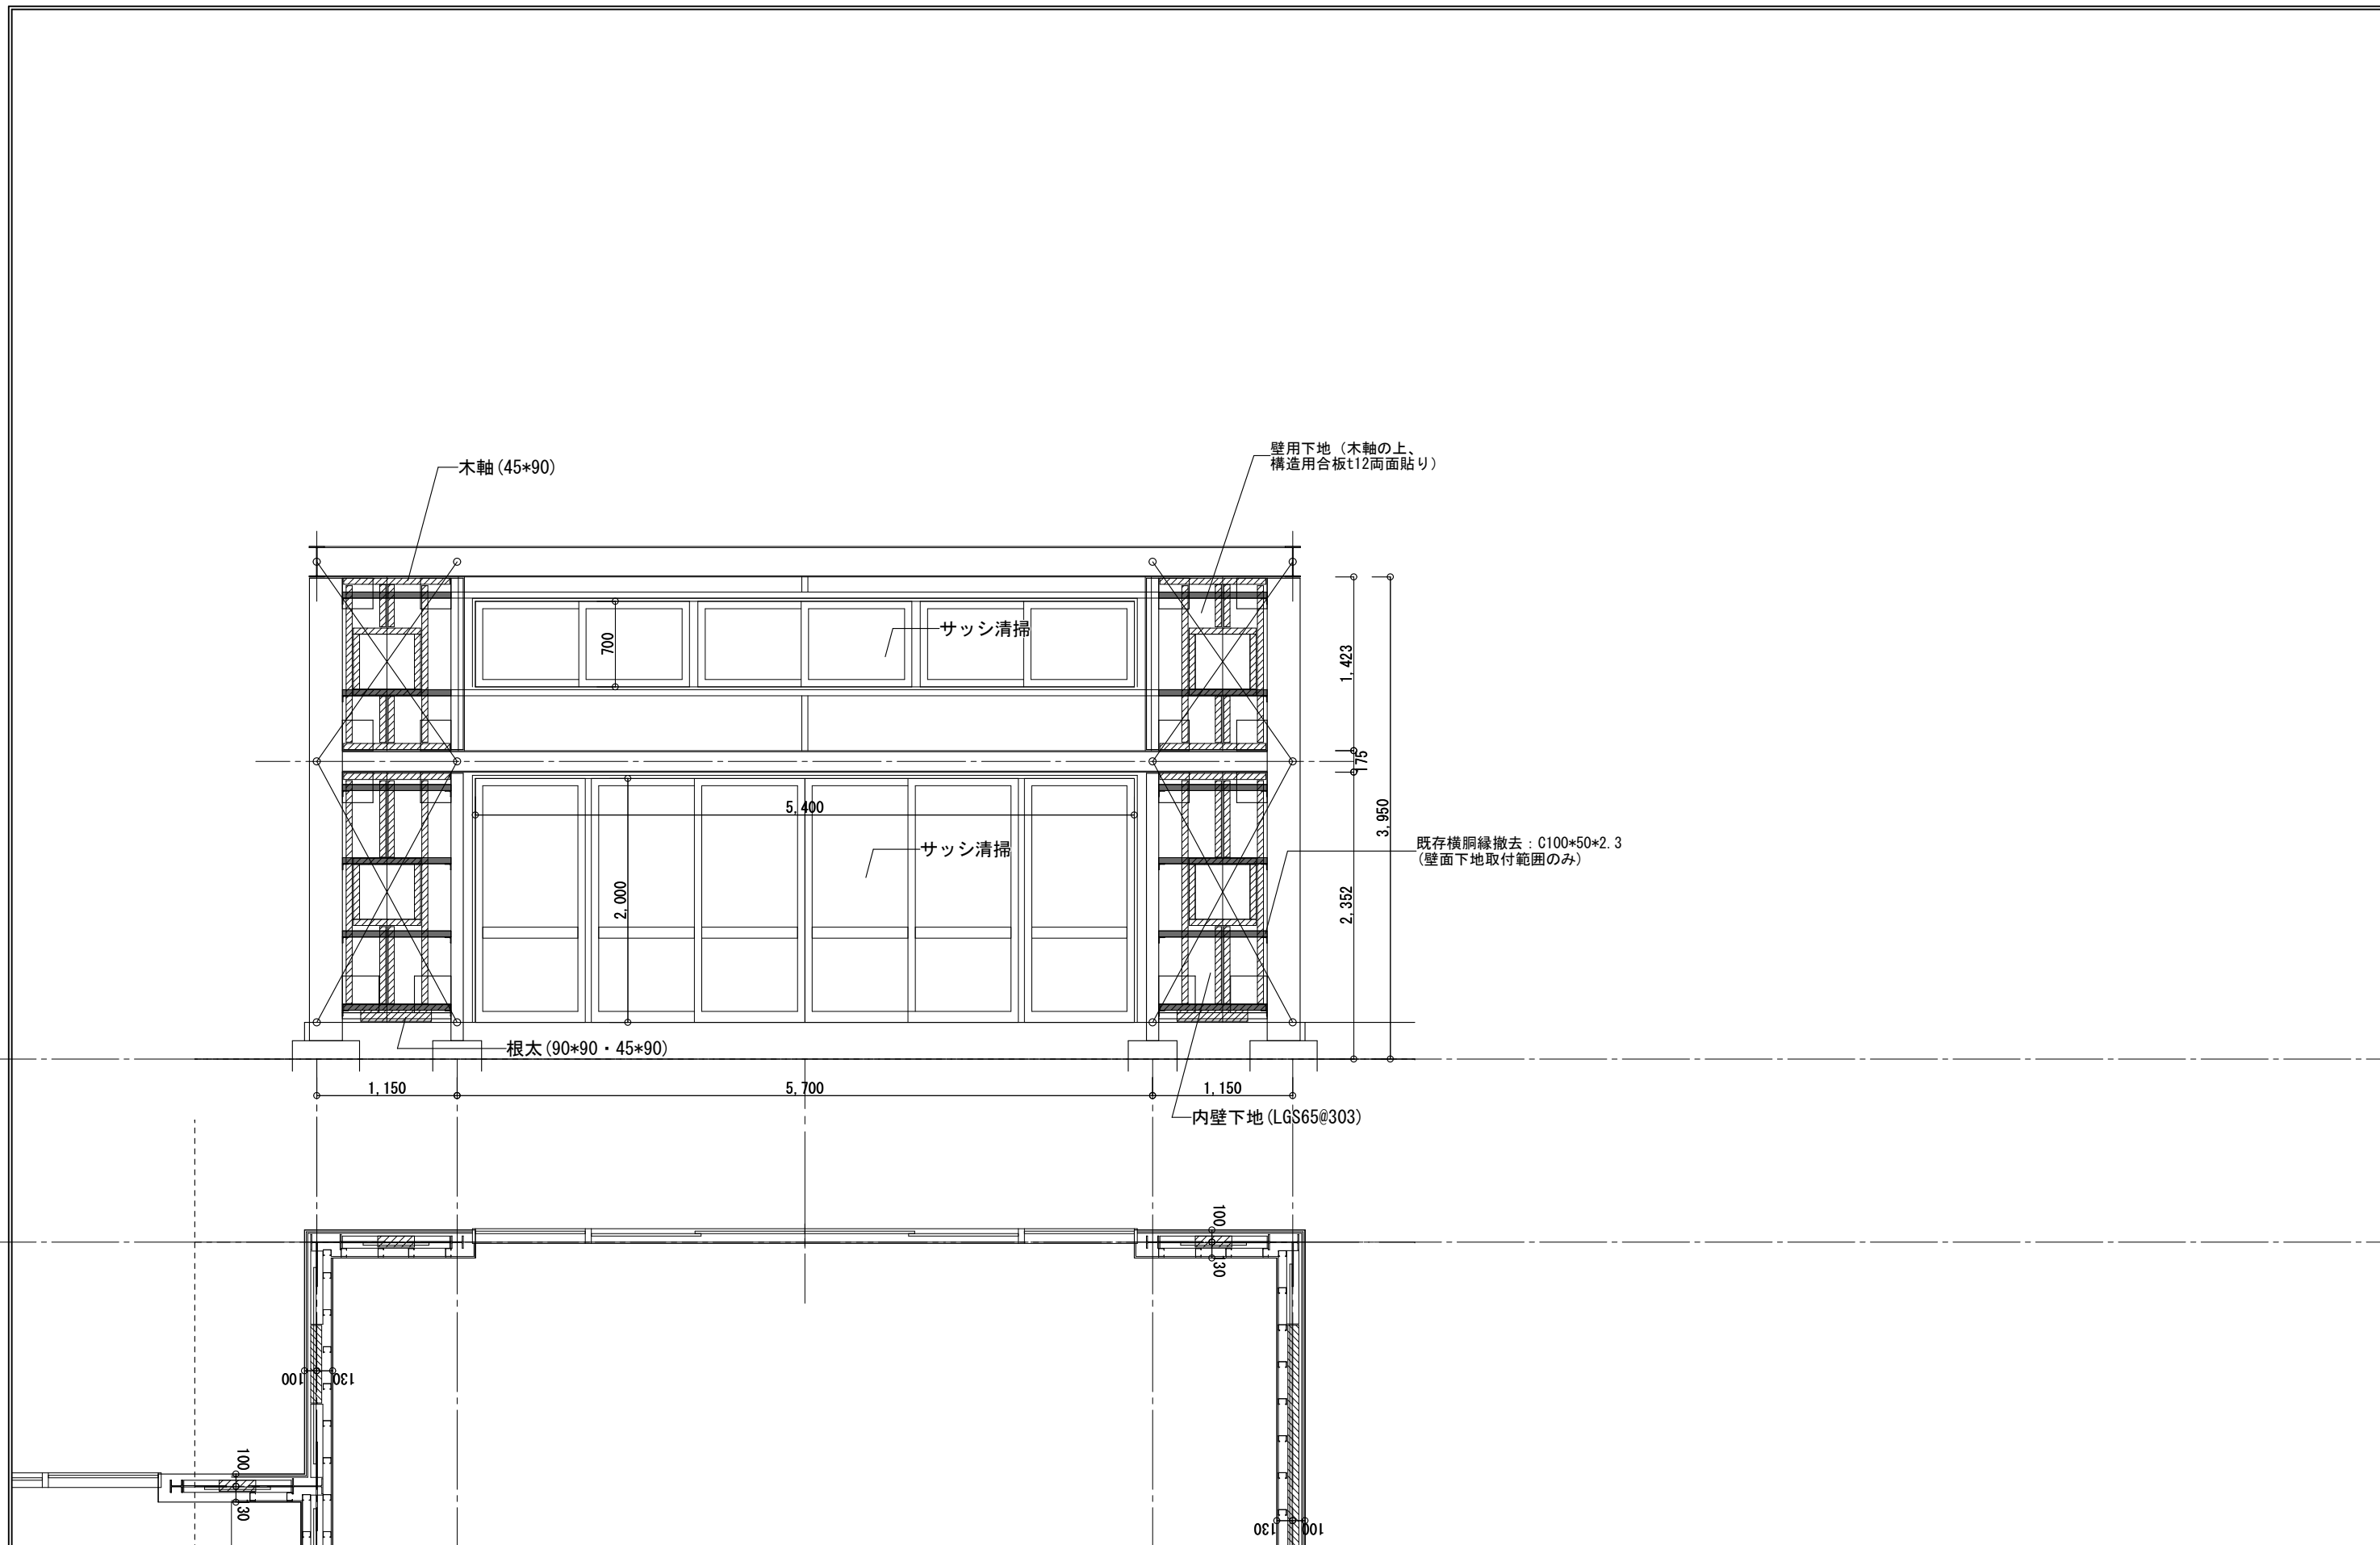 壁用下地（木軸の上、
構造用合板t12両面貼り）
木軸(45*90)
サッシ清掃
700
1,423
175
3,950
5,400
サッシ清掃
既存横胴縁撤去：C100*50*2.3
(壁面下地取付範囲のみ)
2,000
2,352
根太(90*90・45*90)
1,150
5,700
1,150
内壁下地(LGS65@303)
100
130
100
130
100
130
130
100